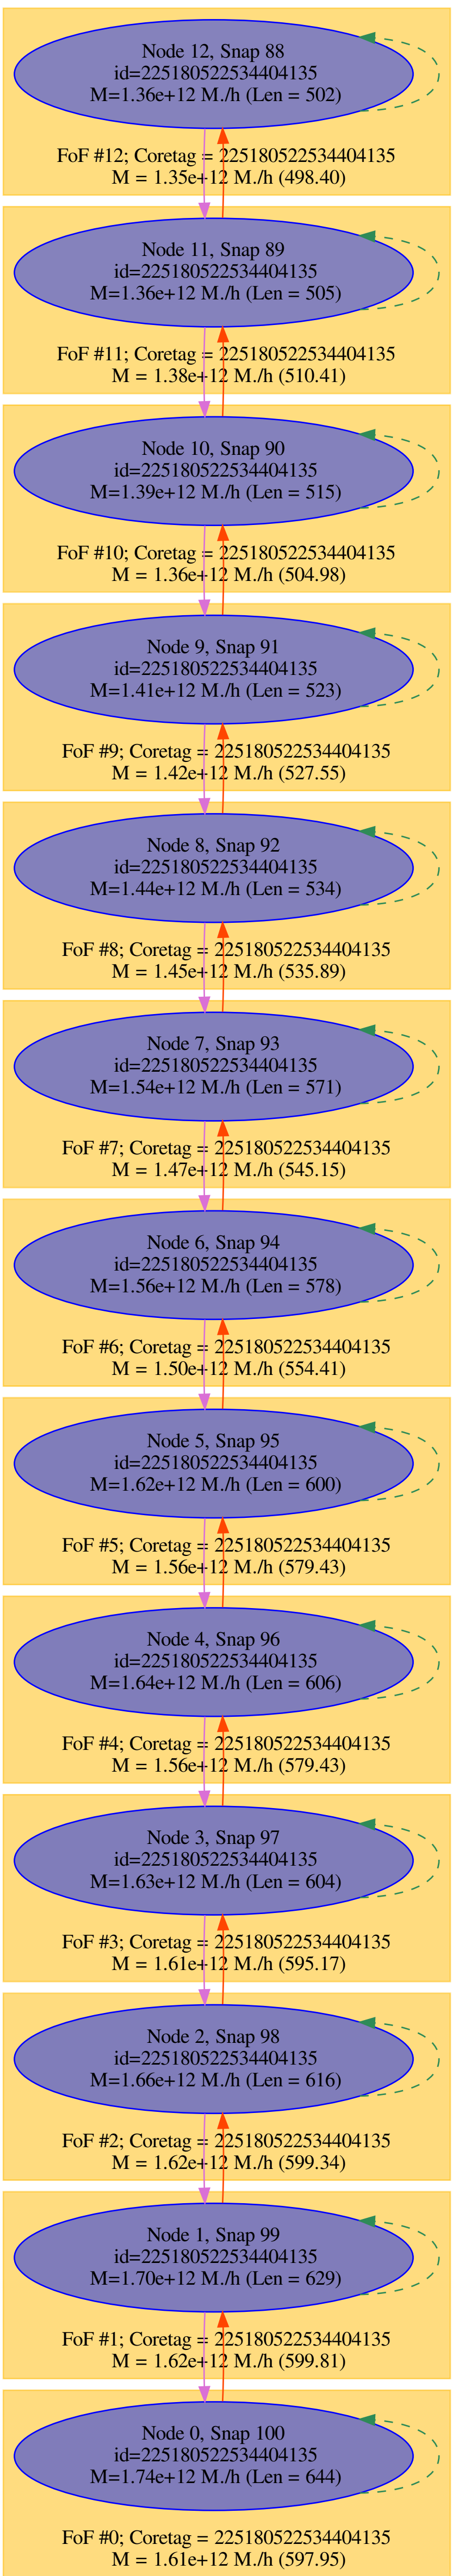 Node 12, Snap 88
id=225180522534404135
M=1.36e+12 M./h (Len = 502)
FoF #12; Coretag = 225180522534404135
M = 1.35e+12 M./h (498.40)
Node 11, Snap 89
id=225180522534404135
M=1.36e+12 M./h (Len = 505)
FoF #11; Coretag = 225180522534404135
M = 1.38e+12 M./h (510.41)
Node 10, Snap 90
id=225180522534404135
M=1.39e+12 M./h (Len = 515)
FoF #10; Coretag = 225180522534404135
M = 1.36e+12 M./h (504.98)
Node 9, Snap 91
id=225180522534404135
M=1.41e+12 M./h (Len = 523)
FoF #9; Coretag = 225180522534404135
M = 1.42e+12 M./h (527.55)
Node 8, Snap 92
id=225180522534404135
M=1.44e+12 M./h (Len = 534)
FoF #8; Coretag = 225180522534404135
M = 1.45e+12 M./h (535.89)
Node 7, Snap 93
id=225180522534404135
M=1.54e+12 M./h (Len = 571)
FoF #7; Coretag = 225180522534404135
M = 1.47e+12 M./h (545.15)
Node 6, Snap 94
id=225180522534404135
M=1.56e+12 M./h (Len = 578)
FoF #6; Coretag = 225180522534404135
M = 1.50e+12 M./h (554.41)
Node 5, Snap 95
id=225180522534404135
M=1.62e+12 M./h (Len = 600)
FoF #5; Coretag = 225180522534404135
M = 1.56e+12 M./h (579.43)
Node 4, Snap 96
id=225180522534404135
M=1.64e+12 M./h (Len = 606)
FoF #4; Coretag = 225180522534404135
M = 1.56e+12 M./h (579.43)
Node 3, Snap 97
id=225180522534404135
M=1.63e+12 M./h (Len = 604)
FoF #3; Coretag = 225180522534404135
M = 1.61e+12 M./h (595.17)
Node 2, Snap 98
id=225180522534404135
M=1.66e+12 M./h (Len = 616)
FoF #2; Coretag = 225180522534404135
M = 1.62e+12 M./h (599.34)
Node 1, Snap 99
id=225180522534404135
M=1.70e+12 M./h (Len = 629)
FoF #1; Coretag = 225180522534404135
M = 1.62e+12 M./h (599.81)
Node 0, Snap 100
id=225180522534404135
M=1.74e+12 M./h (Len = 644)
FoF #0; Coretag = 225180522534404135
M = 1.61e+12 M./h (597.95)